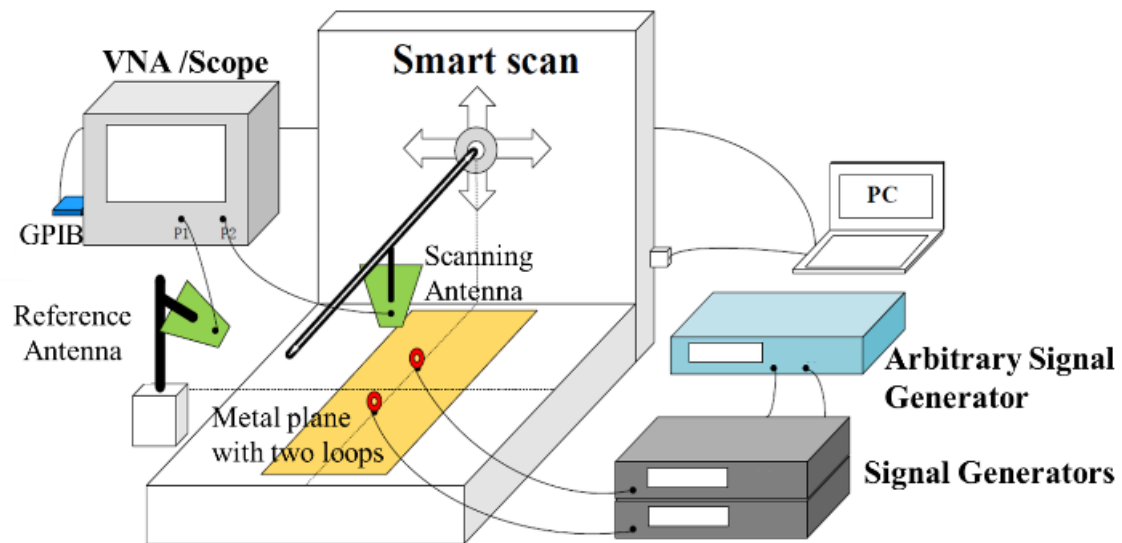 VNA /Scope
Smart scan
PC
GPIB
P1
P2
Scanning
Antenna
Reference
Antenna
Arbitrary Signal
Generator
Metal plane
with two loops
Signal Generators